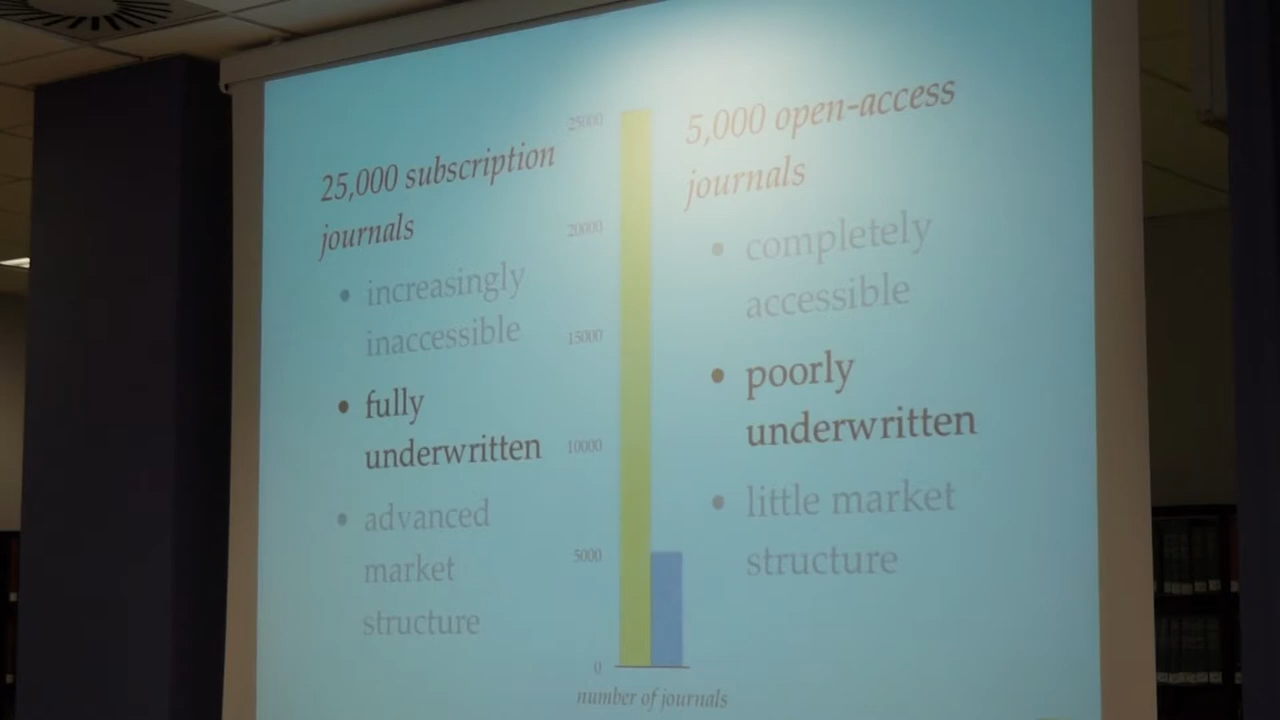 25,000 subscription
journals
• increasingly
inaccessible
• fully
underwritten
• advanced
market
structure
25000
20000
15000
10000
5000
0
number of journals
5,000 open-access
journals
• completely
accessible
• poorly
underwritten
• little market
structure